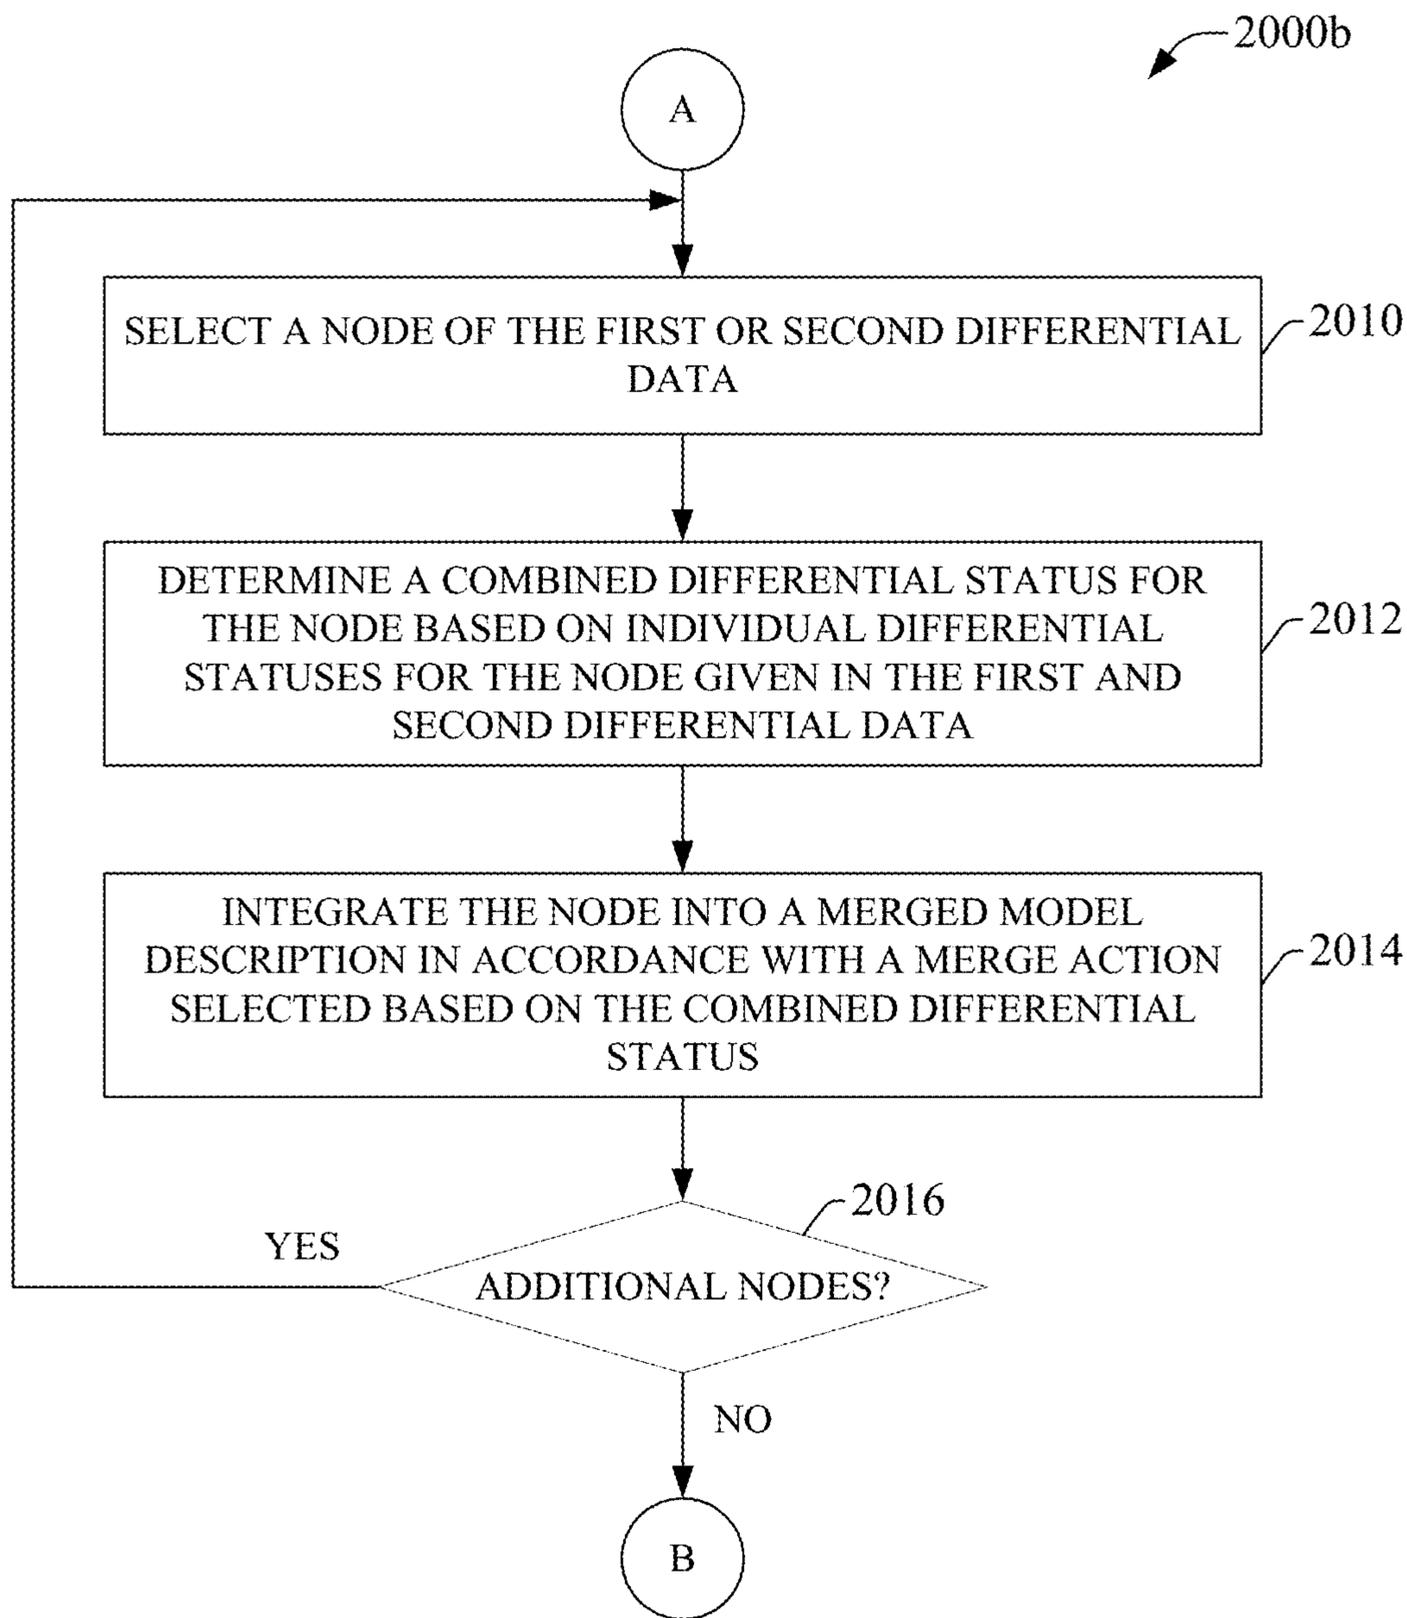 2000b
A
SELECT A NODE OF THE FIRST OR SECOND DIFFERENTIAL
DATA
2010
DETERMINE A COMBINED DIFFERENTIAL STATUS FOR
THE NODE BASED ON INDIVIDUAL DIFFERENTIAL
STATUSES FOR THE NODE GIVEN IN THE FIRST AND
SECOND DIFFERENTIAL DATA
2012
INTEGRATE THE NODE INTO A MERGED MODEL
DESCRIPTION IN ACCORDANCE WITH A MERGE ACTION
SELECTED BASED ON THE COMBINED DIFFERENTIAL
STATUS
2014
2016
YES
ADDITIONAL NODES?
NO
B